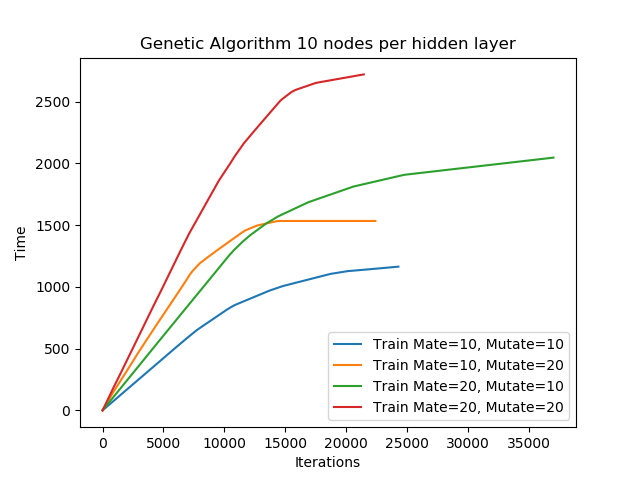 Genetic Algorithm 10 nodes per hidden layer
2500
2000
1500
1000
500
0
Time
0 5000 10000 15000 20000 25000 30000 35000
Iterations
Train Mate=10, Mutate=10
Train Mate=10, Mutate=20
Train Mate=20, Mutate=10
Train Mate=20, Mutate=20